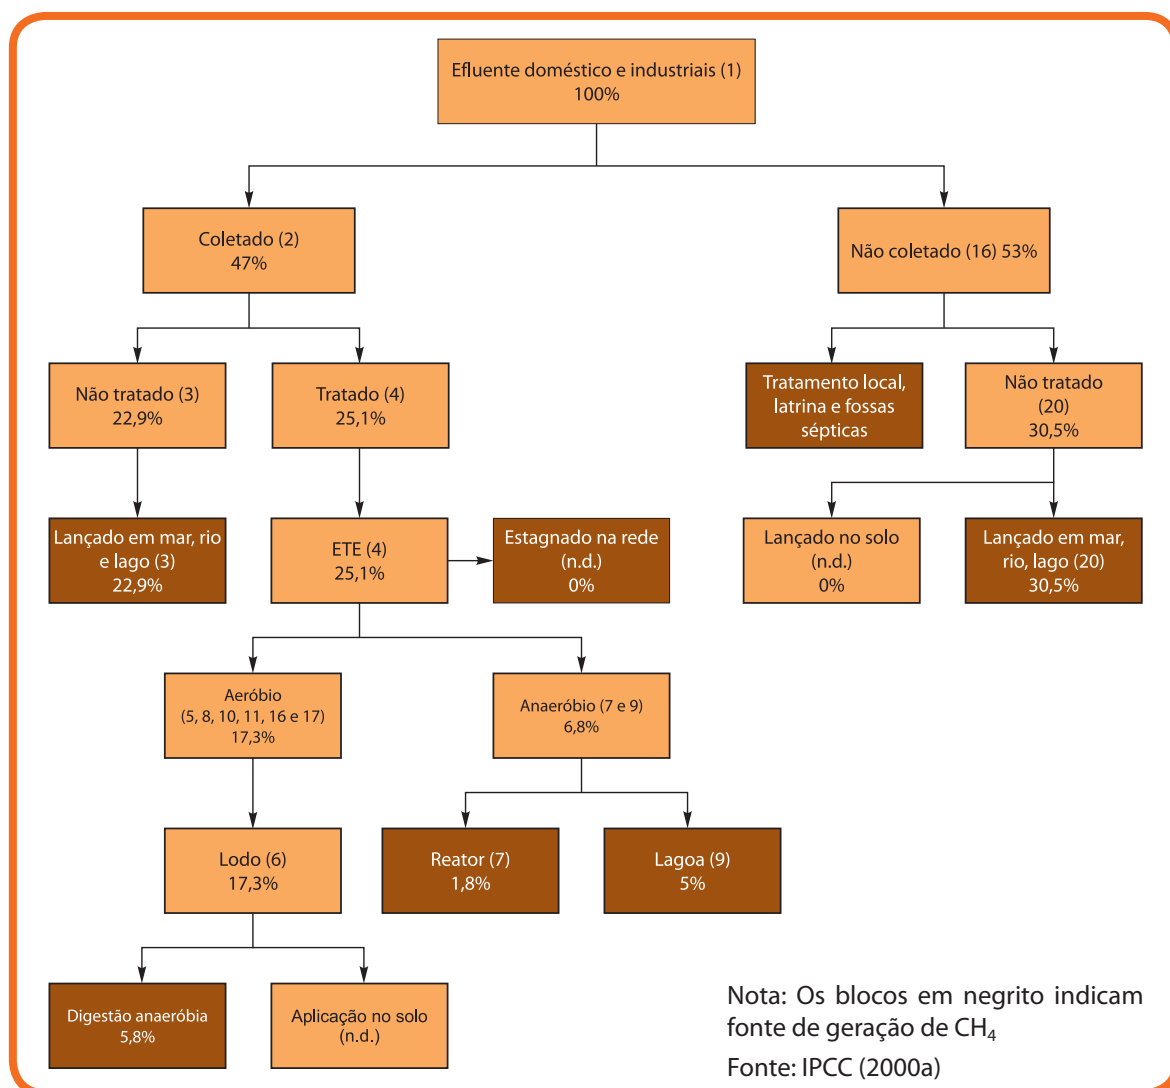 Efluente doméstico e industriais (1)
100%
Coletado (2)
47%
Não coletado (16) 53%
Não tratado (3)
22,9%
Tratado (4)
25,1%
Tratamento local,
latrina e fossas
sépticas
Não tratado
(20)
30,5%
Lançado em mar, rio
e lago (3)
22,9%
ETE (4)
25,1%
Estagnado na rede
(n.d.)
0%
Lançado no solo
(n.d.)
0%
Lançado em mar,
rio, lago (20)
30,5%
Aeróbio
(5, 8, 10, 11, 16 e 17)
17,3%
Anaeróbio (7 e 9)
6,8%
Lodo (6)
17,3%
Reator (7)
1,8%
Lagoa (9)
5%
Digestão anaeróbia
5,8%
Aplicação no solo
(n.d.)
Nota: Os blocos em negrito indicam
fonte de geração de CH₄
Fonte: IPCC (2000a)